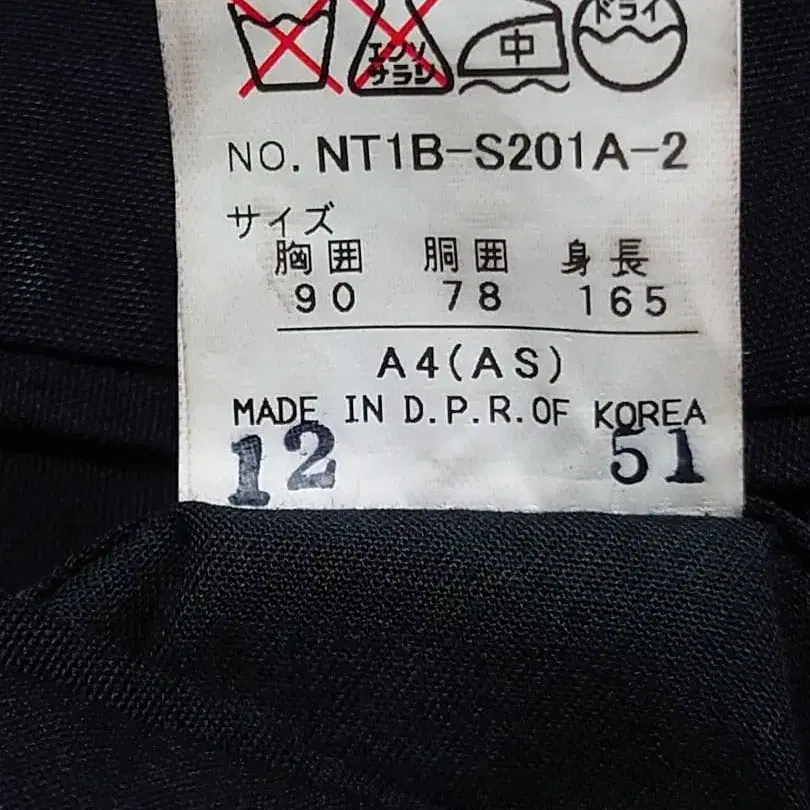 エンソ
サラシ
中
ドライ
NO. NT1B-S201A-2
サイズ
胸囲 胴囲 身長
90 78 165
A4(AS)
MADE IN D.P.R.OF KOREA
12 51